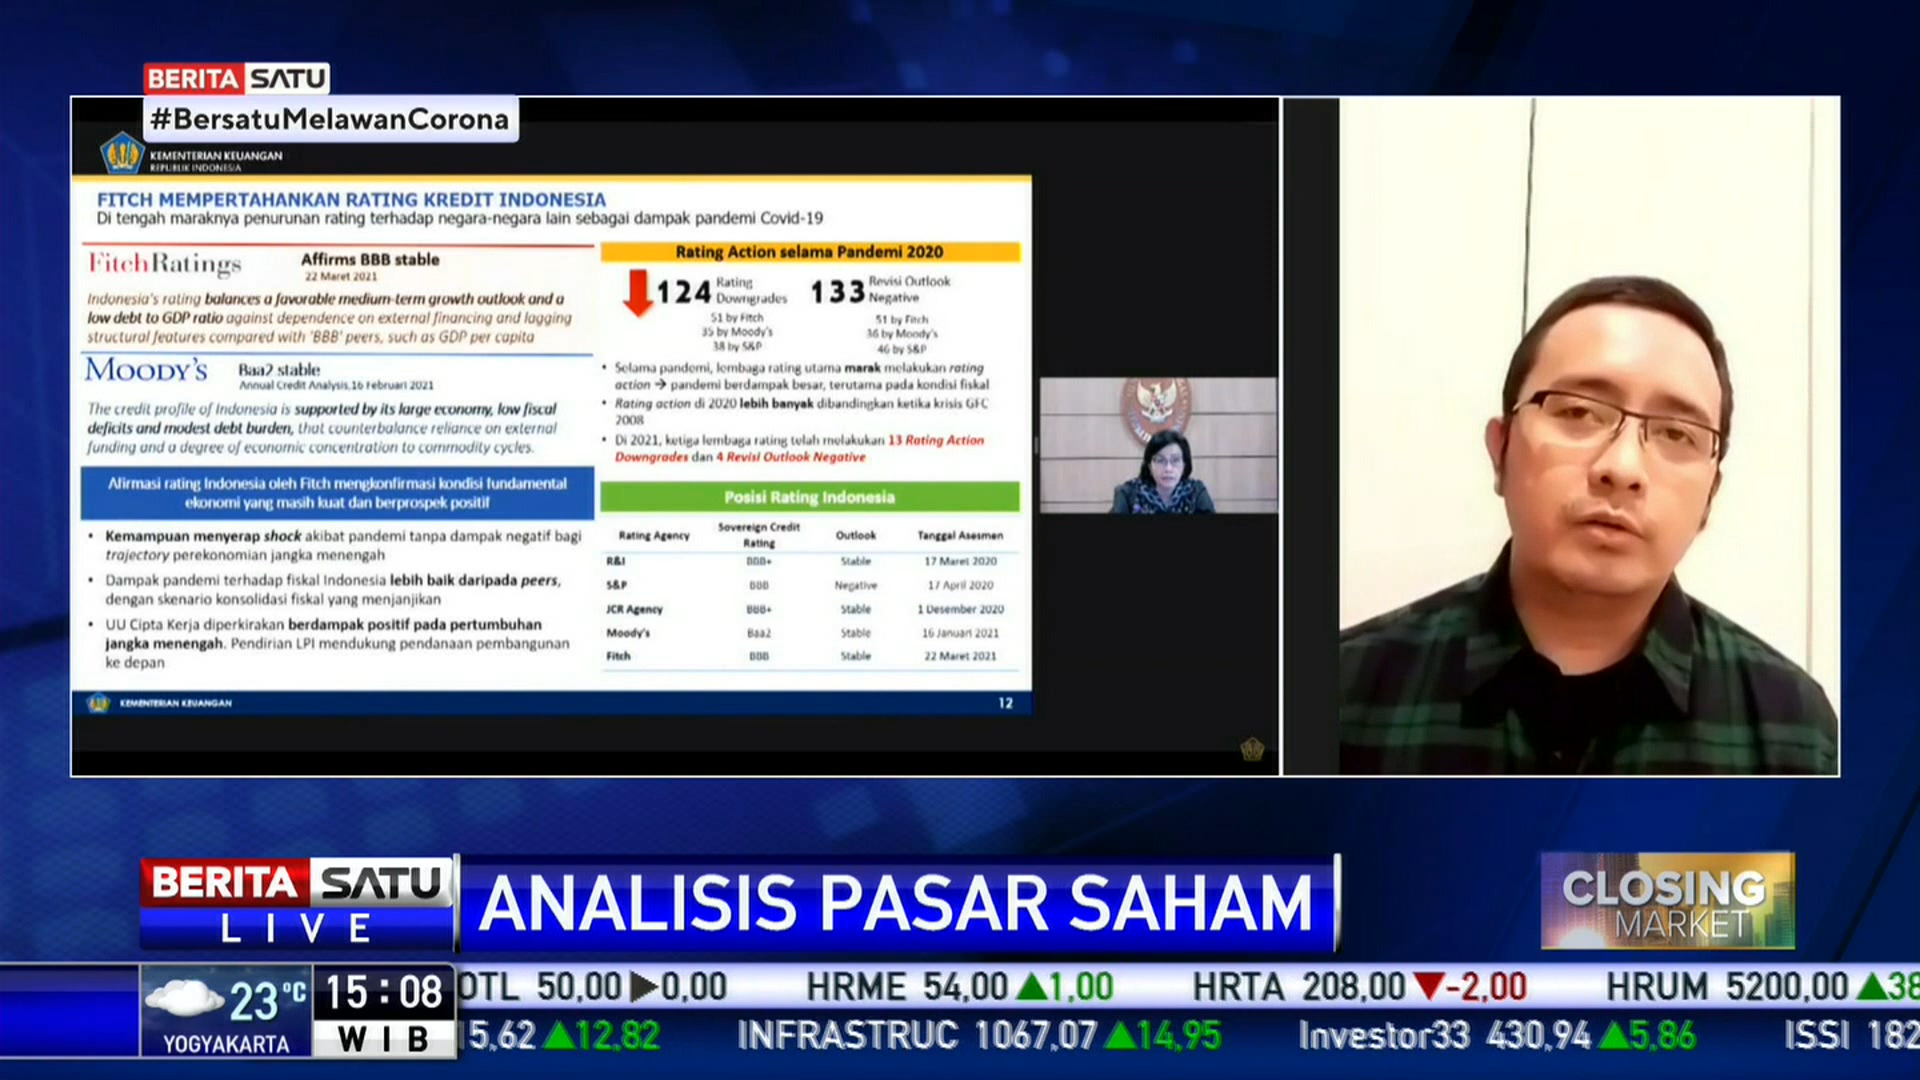 BERITA SATU
#BersatuMelawanCorona
KEMENTERIAN KEUANGAN
REPUBLIK INDONESIA
FITCH MEMPERTAHANKAN RATING KREDIT INDONESIA
Di tengah maraknya penurunan rating terhadap negara-negara lain sebagai dampak pandemi Covid-19
FitchRatings
Affirms BBB stable
22 Maret 2021
Indonesia's rating balances a favorable medium-term growth outlook and a
low debt to GDP ratio against dependence on external financing and lagging
structural features compared with 'BBB' peers, such as GDP per capita
MOODY'S
Baa2 stable
Annual Credit Analysis,16 Februari 2021
The credit profile of Indonesia is supported by its large economy, low fiscal
deficits and modest debt burden, that counterbalance reliance on external
funding and a degree of economic concentration to commodity cycles.
Afirmasi rating Indonesia oleh Fitch mengkonfirmasi kondisi fundamental
ekonomi yang masih kuat dan berprospek positif
• Kemampuan menyerap shock akibat pandemi tanpa dampak negatif bagi
trajectory perekonomian jangka menengah
• Dampak pandemi terhadap fiskal Indonesia lebih baik daripada peers,
dengan skenario konsolidasi fiskal yang menjanjikan
• UU Cipta Kerja diperkirakan berdampak positif pada pertumbuhan
jangka menengah. Pendirian LPI mendukung pendanaan pembangunan
ke depan
Rating Action selama Pandemi 2020
124 Rating Downgrades
51 by Fitch
35 by Moody's
38 by S&P
133 Revisi Outlook Negative
51 by Fitch
36 by Moody's
46 by S&P
• Selama pandemi, lembaga rating utama marak melakukan rating
action → pandemi berdampak besar, terutama pada kondisi fiskal
• Rating action di 2020 lebih banyak dibandingkan ketika krisis GFC
2008
• Di 2021, ketiga lembaga rating telah melakukan 13 Rating Action
Downgrades dan 4 Revisi Outlook Negative
Posisi Rating Indonesia
Rating Agency Sovereign Credit Rating Outlook Tanggal Asesmen
R&I BBB+ Stable 17 Maret 2020
S&P BBB Negative 17 April 2020
JCR Agency BBB+ Stable 1 Desember 2020
Moody's Baa2 Stable 16 Januari 2021
Fitch BBB Stable 22 Maret 2021
KEMENTERIAN KEUANGAN
12
BERITA SATU
LIVE
ANALISIS PASAR SAHAM
CLOSING
MARKET
23°C
YOGYAKARTA
15:08
WIB
OTL 50,00 ▶0,00 HRME 54,00 ▲1,00 HRTA 208,00 ▼-2,00 HRUM 5200,00 ▲38
15,62 ▲12,82 INFRASTRUC 1067,07 ▲14,95 Investor33 430,94 ▲5,86 ISSI 182